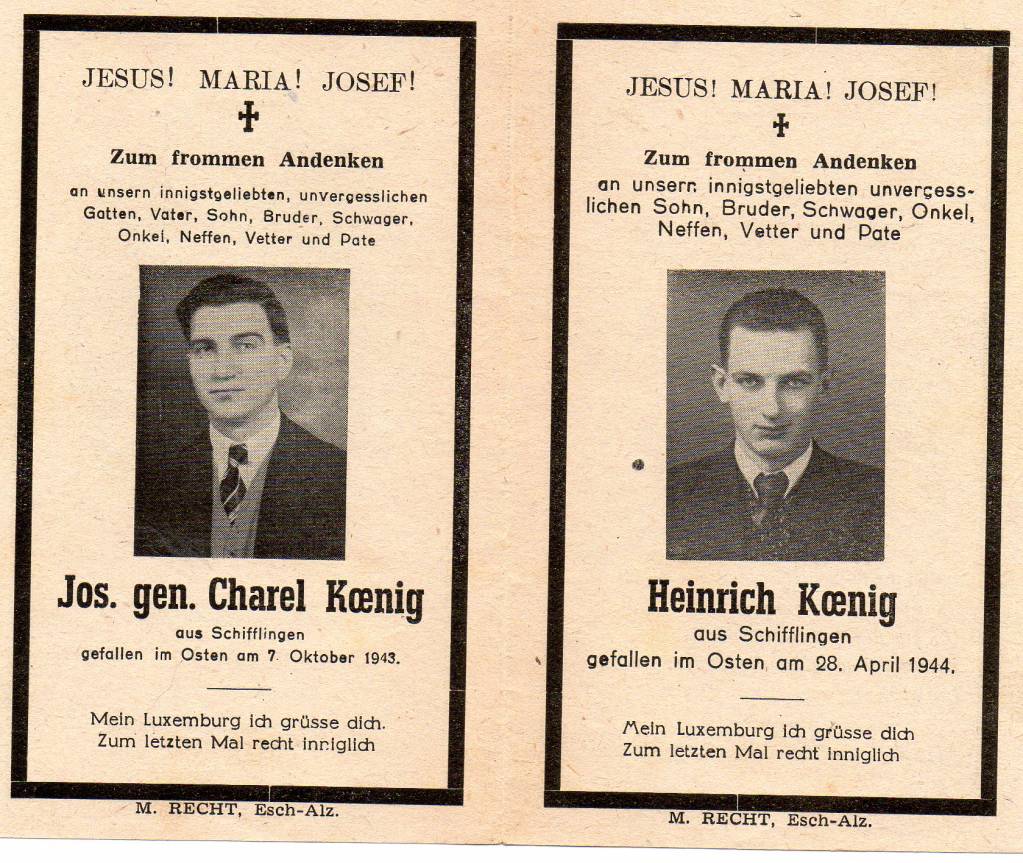 JESUS! MARIA! JOSEF!
Zum frommen Andenken
an unsern innigstgeliebten, unvergesslichen
Gatten, Vater, Sohn, Bruder, Schwager,
Onkel, Neffen, Vetter und Pate
Jos. gen. Charel Kœnig
aus Schifflingen
gefallen im Osten am 7. Oktober 1943.
Mein Luxemburg ich grüsse dich.
Zum letzten Mal recht inniglich
M. RECHT, Esch-Alz.
JESUS! MARIA! JOSEF!
Zum frommen Andenken
an unsern innigstgeliebten unvergess-
lichen Sohn, Bruder, Schwager, Onkel,
Neffen, Vetter und Pate
Heinrich Kœnig
aus Schifflingen
gefallen im Osten am 28. April 1944.
Mein Luxemburg ich grüsse dich
Zum letzten Mal recht inniglich
M. RECHT, Esch-Alz.